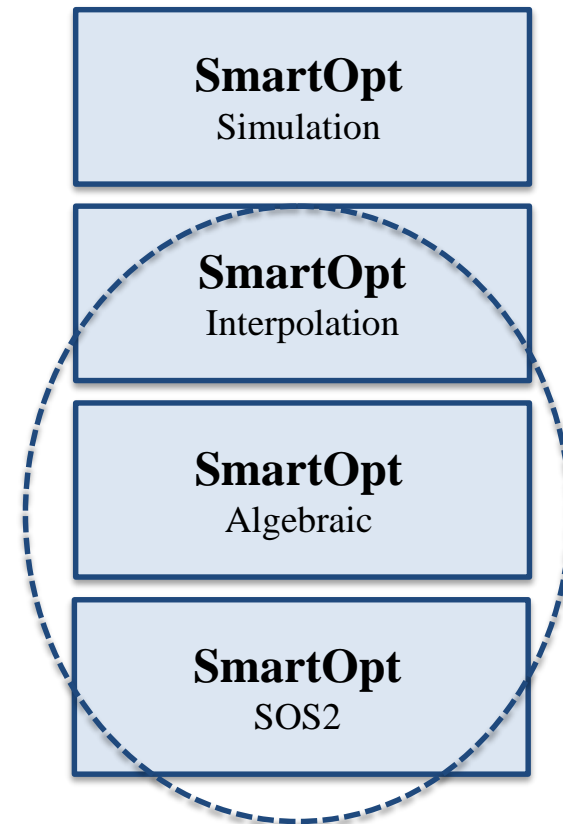 SmartOpt
Simulation
SmartOpt
Interpolation
SmartOpt
Algebraic
SmartOpt
SOS2